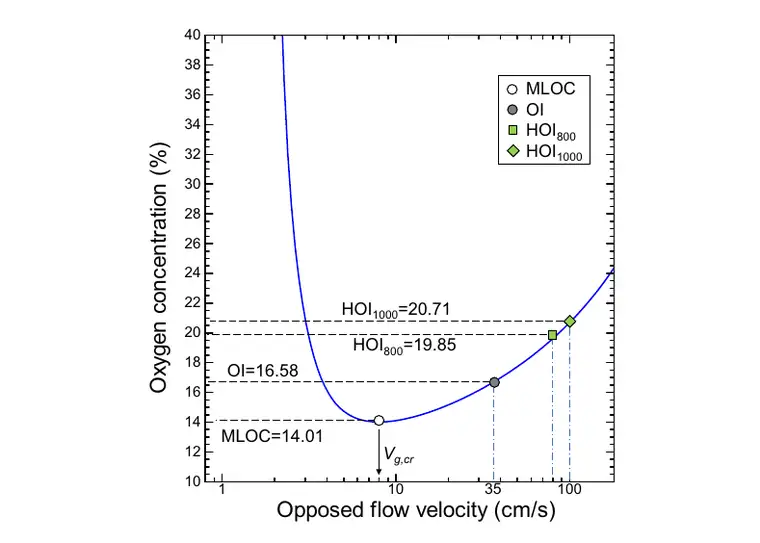 40
38
36
34
32
30
28
26
24
22
20
18
16
14
12
10
Oxygen concentration (%)
MLOC
OI
HOI800
HOI1000
HOI1000=20.71
HOI800=19.85
OI=16.58
MLOC=14.01
Vg,cr
1 10 35 100
Opposed flow velocity (cm/s)